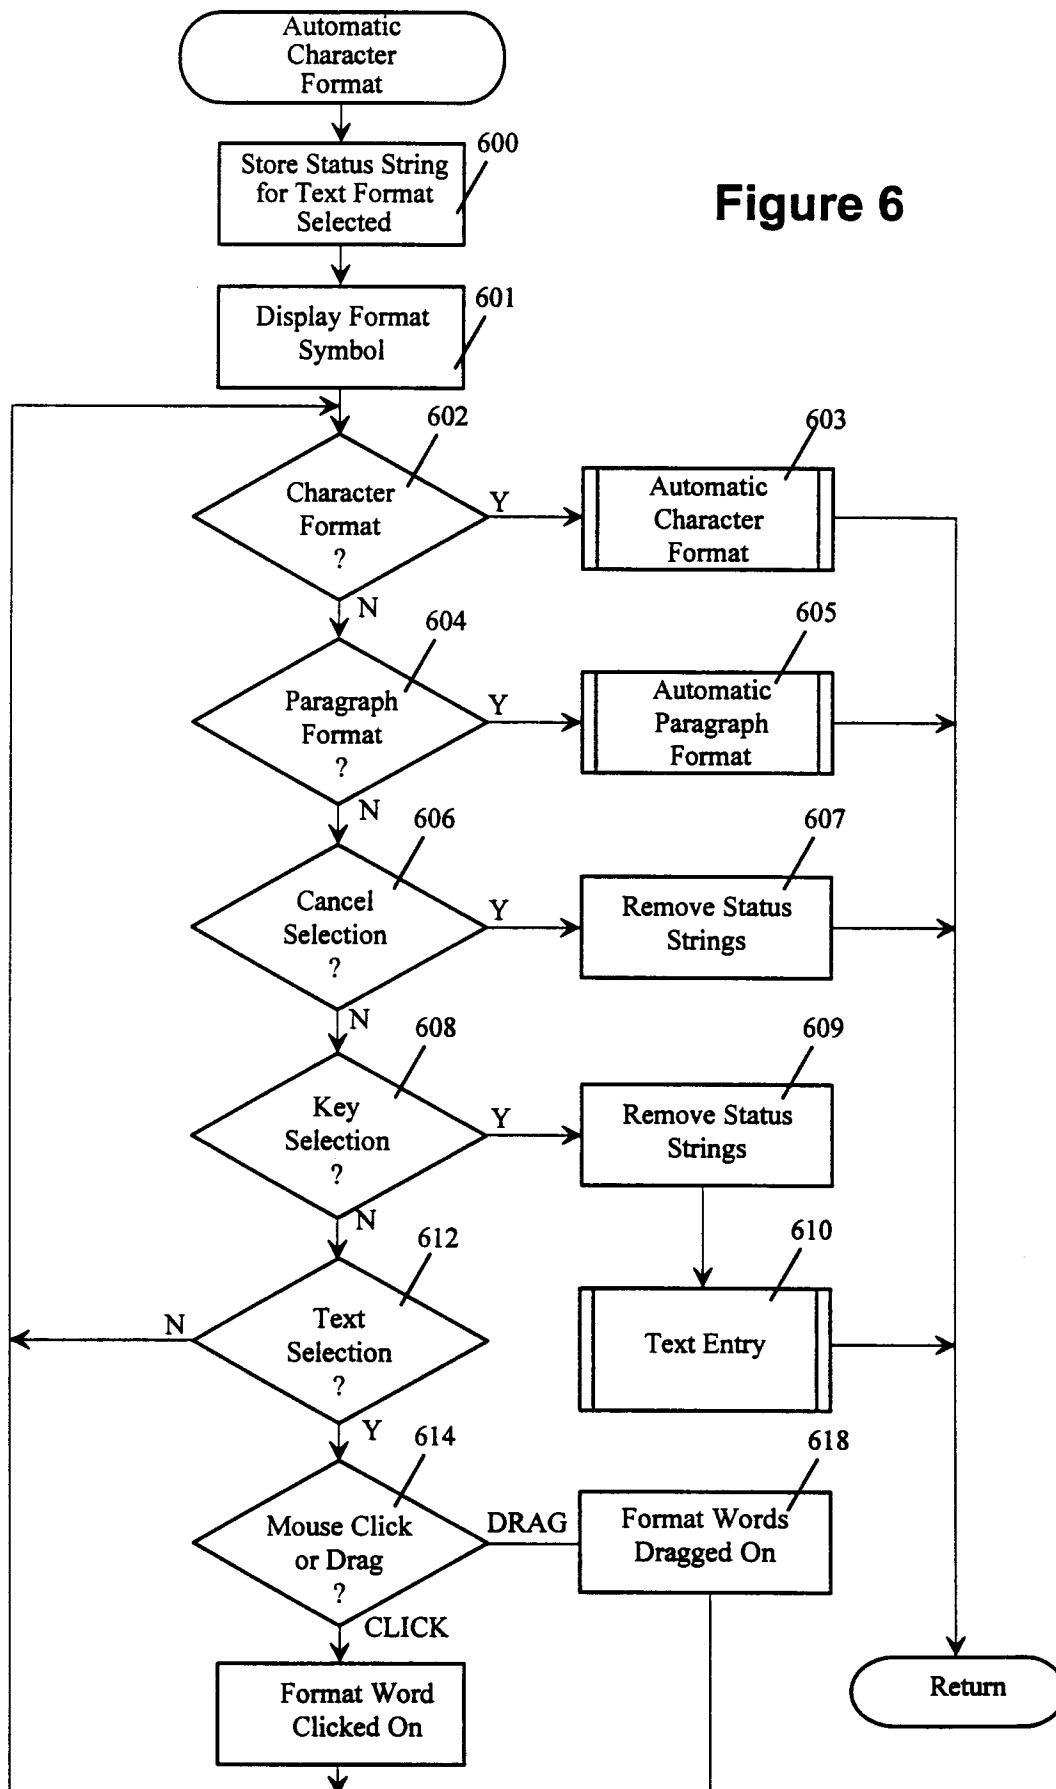 Automatic
Character
Format
600
Store Status String
for Text Format
Selected
Figure 6
601
Display Format
Symbol
602
603
Character
Format
?
Y
Automatic
Character
Format
N
604
605
Paragraph
Format
?
Y
Automatic
Paragraph
Format
N
606
607
Cancel
Selection
?
Y
Remove Status
Strings
N
608
609
Key
Selection
?
Y
Remove Status
Strings
N
612
610
N
Text
Selection
?
Text Entry
Y
614
618
Mouse Click
or Drag
?
DRAG
Format Words
Dragged On
CLICK
Format Word
Clicked On
Return